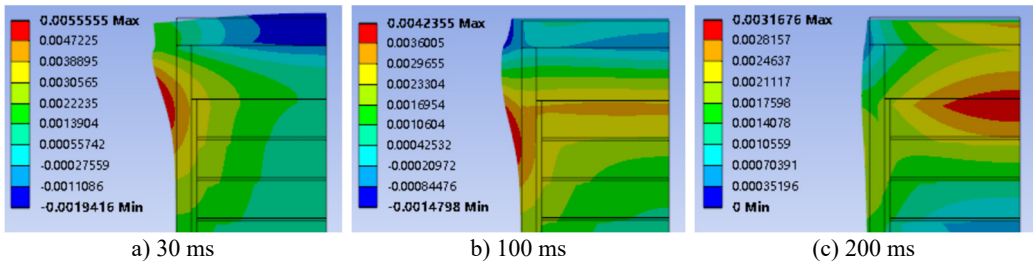 0.0055555 Max
0.0047225
0.0038895
0.0030565
0.0022235
0.0013904
0.00055742
-0.00027559
-0.0011086
-0.0019416 Min
a) 30 ms
0.0042355 Max
0.0036005
0.0029655
0.0023304
0.0016954
0.0010604
0.00042532
-0.00020972
-0.00084476
-0.0014798 Min
b) 100 ms
0.0031676 Max
0.0028157
0.0024637
0.0021117
0.0017598
0.0014078
0.0010559
0.00070391
0.00035196
0 Min
(c) 200 ms